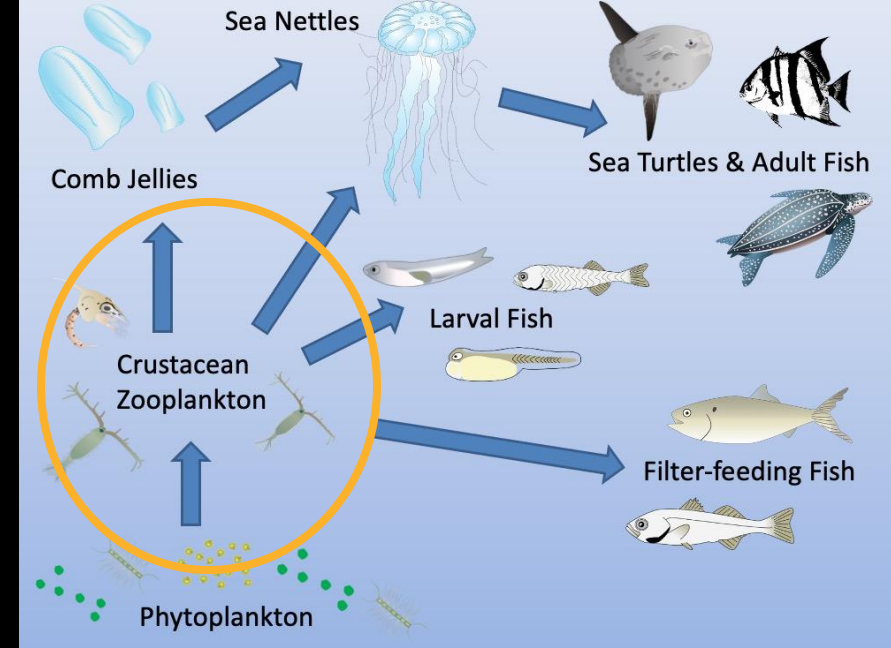 Sea Nettles
Comb Jellies
Sea Turtles & Adult Fish
Larval Fish
Crustacean
Zooplankton
Filter-feeding Fish
Phytoplankton